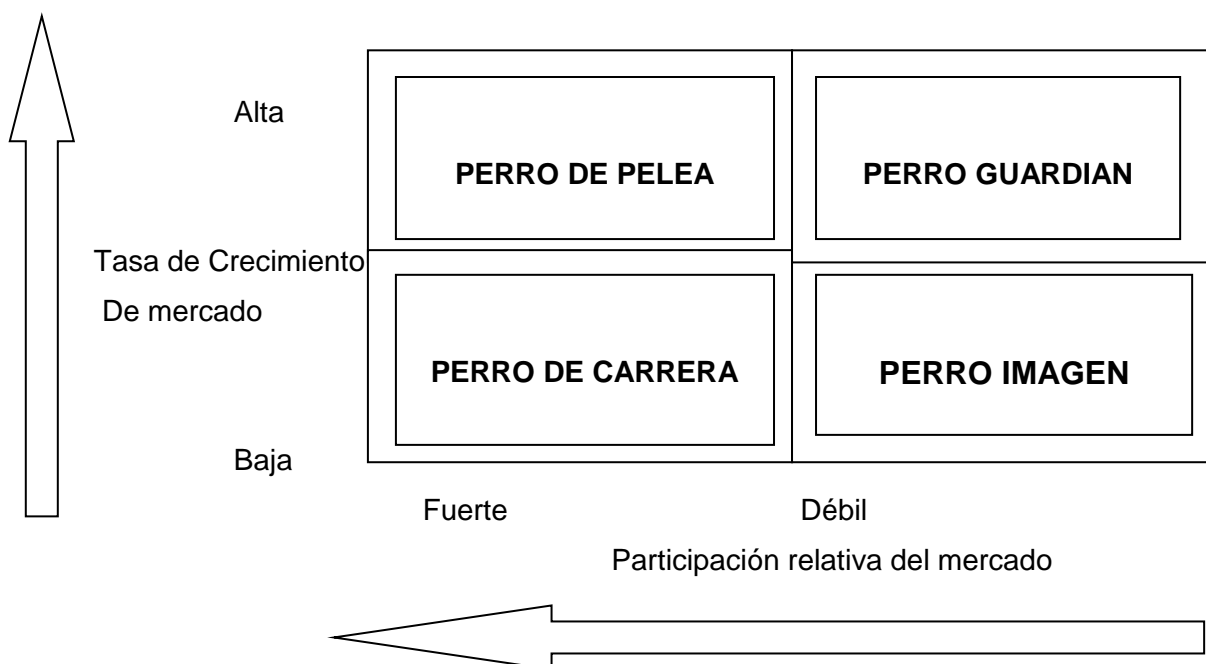 Alta
PERRO DE PELEA
PERRO GUARDIAN
Tasa de Crecimiento
De mercado
PERRO DE CARRERA
PERRO IMAGEN
Baja
Fuerte
Débil
Participación relativa del mercado